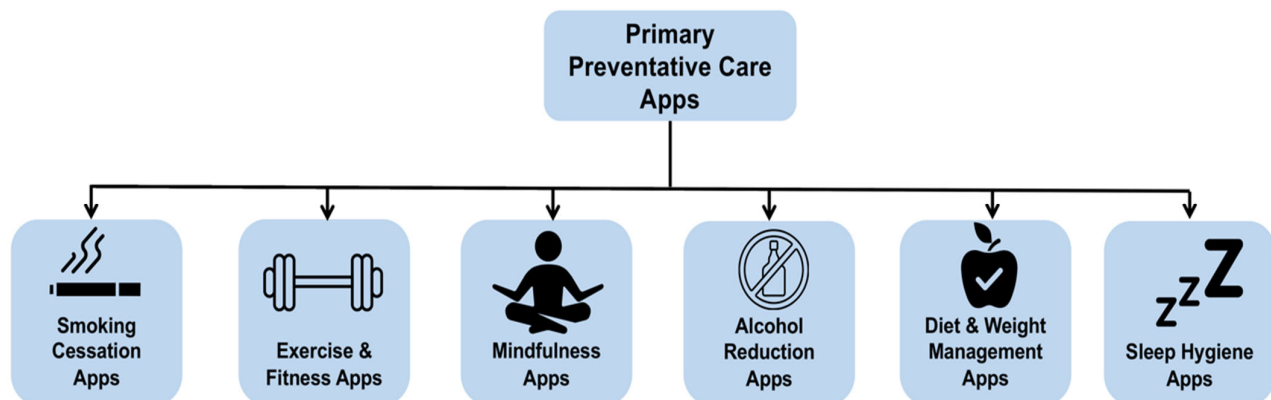 Primary
Preventative Care
Apps
Smoking
Cessation
Apps
Exercise &
Fitness Apps
Mindfulness
Apps
Alcohol
Reduction
Apps
Diet & Weight
Management
Apps
Z Z Z
Sleep Hygiene
Apps